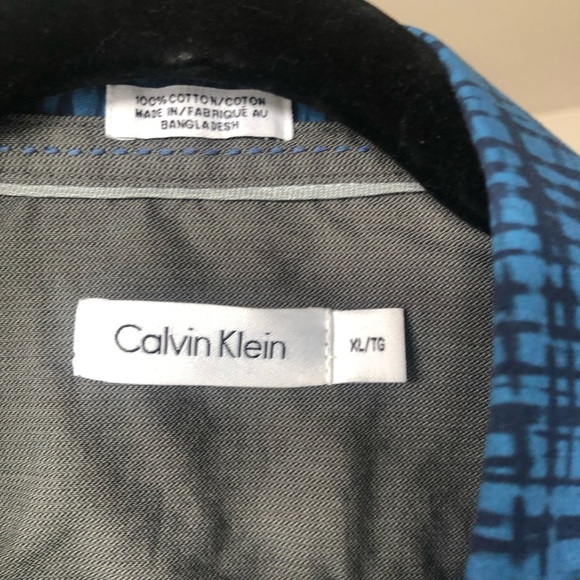 100% COTTON/COTON
MADE IN/FABRIQUÉ AU
BANGLADESH
Calvin Klein
XL/TG